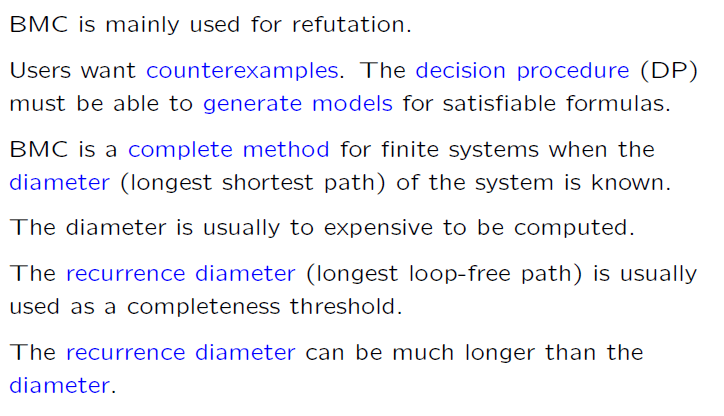 BMC is mainly used for refutation.
Users want counterexamples. The decision procedure (DP)
must be able to generate models for satisfiable formulas.
BMC is a complete method for finite systems when the
diameter (longest shortest path) of the system is known.
The diameter is usually to expensive to be computed.
The recurrence diameter (longest loop-free path) is usually
used as a completeness threshold.
The recurrence diameter can be much longer than the
diameter.